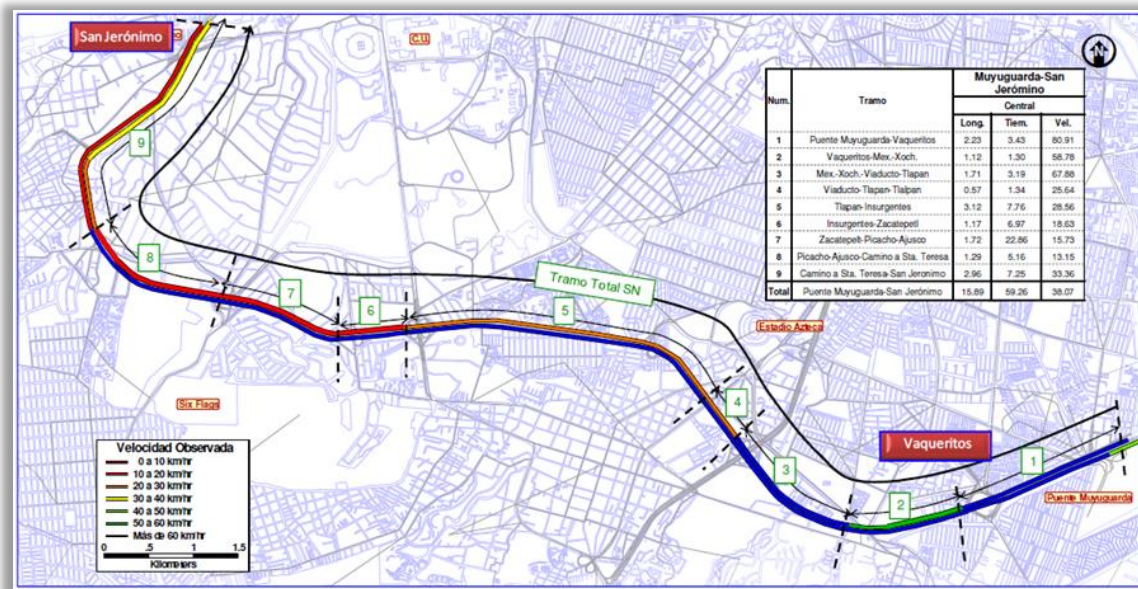 San Jerónimo
C.U
N
Muyuguarda-San Jerómino
Num. Tramo Central
Long. Tiem. Vel.
1 Puente Muyuguarda-Vaqueritos 2.23 3.43 80.91
2 Vaqueritos-Mex.-Xoch. 1.12 1.30 58.78
3 Mex.-Xoch.-Viaducto-Tlapan 1.71 3.19 67.88
4 Viaducto-Tlapan-Tlalpan 0.57 1.34 25.64
5 Tlapan-Insurgentes 3.12 7.76 28.56
6 Insurgentes-Zacatepetl 1.17 6.97 18.63
7 Zacatepetl-Picacho-Ajusco 1.72 22.86 15.73
8 Picacho-Ajusco-Camino a Sta. Teresa 1.29 5.16 13.15
9 Camino a Sta. Teresa-San Jeronimo 2.96 7.25 33.36
Total Puente Muyuguarda-San Jerónimo 15.89 59.26 38.07
9
8
7
6
5
Tramo Total SN
Estadio Azteca
4
3
2
1
Vaqueritos
Puente Muyuguarda
Six Flags
Velocidad Observada
0 a 10 km/hr
10 a 20 km/hr
20 a 30 km/hr
30 a 40 km/hr
40 a 50 km/hr
50 a 60 km/hr
Más de 60 km/hr
0 .5 1 1.5
Kilometers